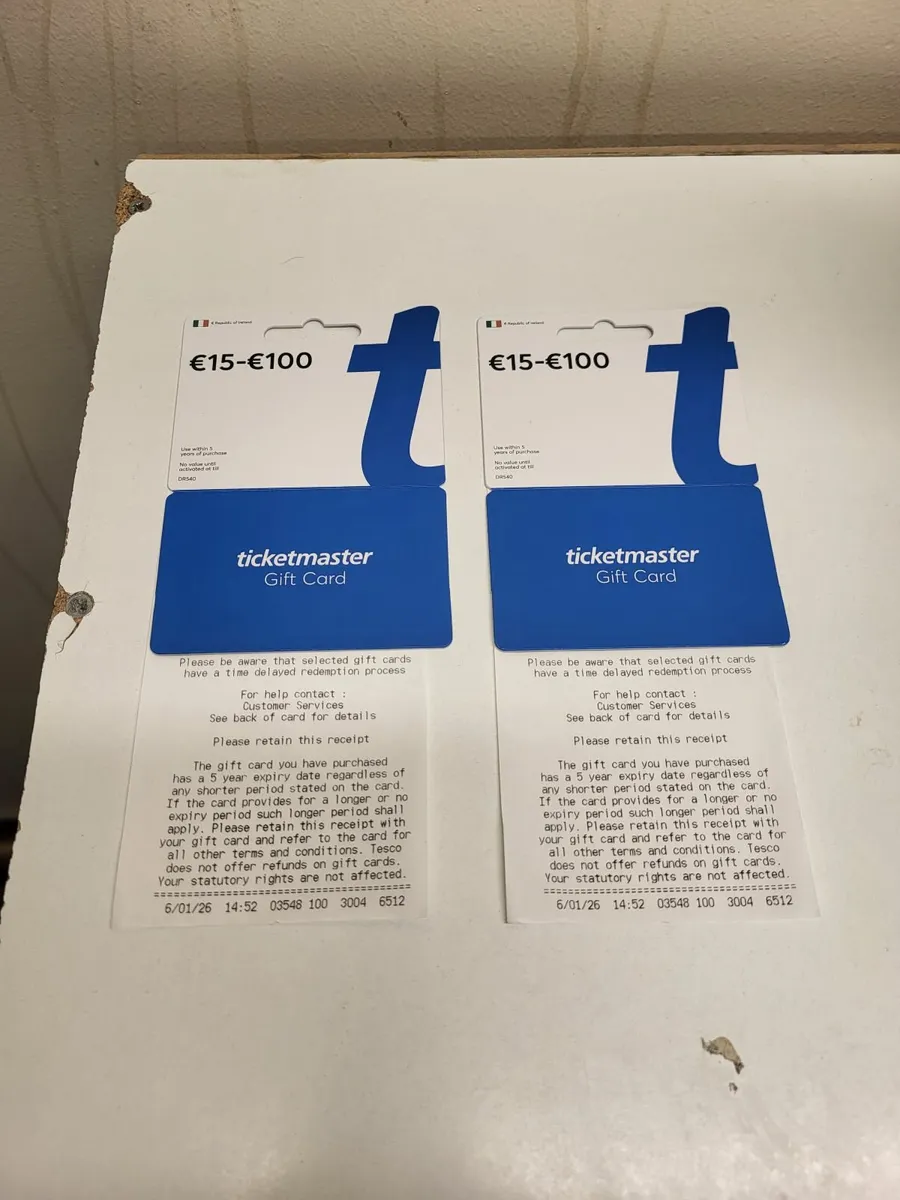 € Republic of Ireland
€15-€100
Use within 5
years of purchase
No value until
activated at till
DR540
ticketmaster
Gift Card
Please be aware that selected gift cards
have a time delayed redemption process
For help contact :
Customer Services
See back of card for details
Please retain this receipt
The gift card you have purchased
has a 5 year expiry date regardless of
any shorter period stated on the card.
If the card provides for a longer or no
expiry period such longer period shall
apply. Please retain this receipt with
your gift card and refer to the card for
all other terms and conditions. Tesco
does not offer refunds on gift cards.
Your statutory rights are not affected.
6/01/26 14:52 03548 100 3004 6512
€ Republic of Ireland
€15-€100
Use within 5
years of purchase
No value until
activated at till
DR540
ticketmaster
Gift Card
Please be aware that selected gift cards
have a time delayed redemption process
For help contact :
Customer Services
See back of card for details
Please retain this receipt
The gift card you have purchased
has a 5 year expiry date regardless of
any shorter period stated on the card.
If the card provides for a longer or no
expiry period such longer period shall
apply. Please retain this receipt with
your gift card and refer to the card for
all other terms and conditions. Tesco
does not offer refunds on gift cards.
Your statutory rights are not affected.
6/01/26 14:52 03548 100 3004 6512